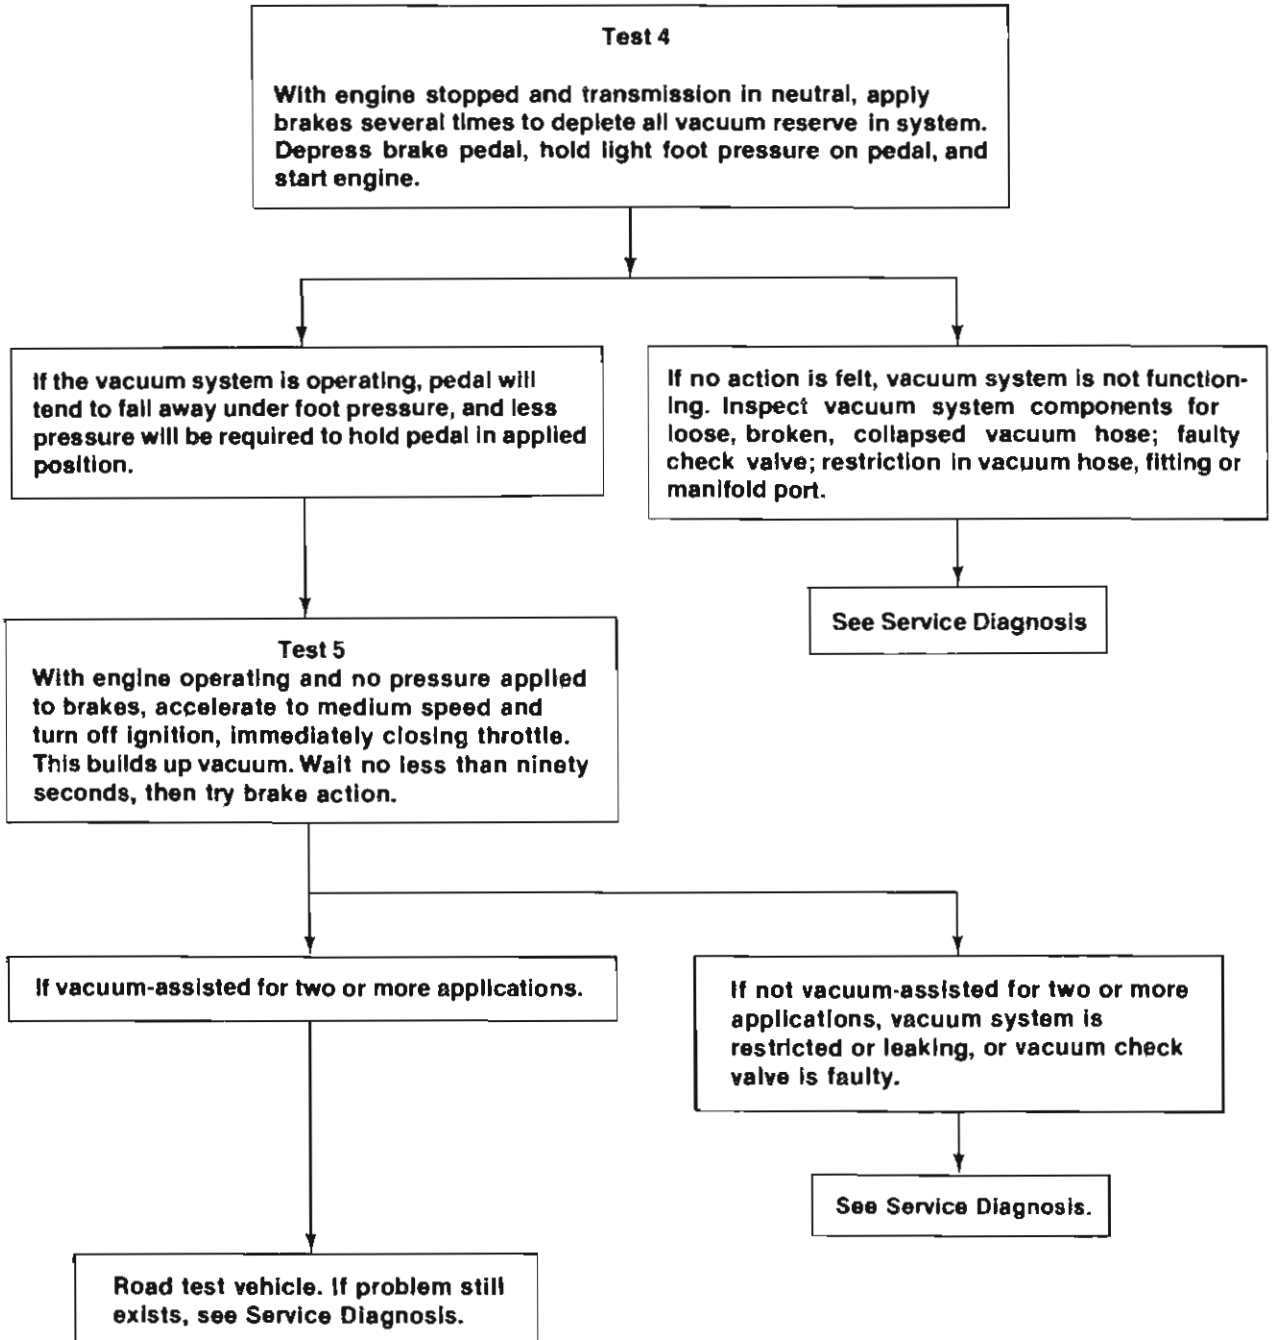 Test 4
With engine stopped and transmission in neutral, apply
brakes several times to deplete all vacuum reserve in system.
Depress brake pedal, hold light foot pressure on pedal, and
start engine.
If the vacuum system is operating, pedal will
tend to fall away under foot pressure, and less
pressure will be required to hold pedal in applied
position.
If no action is felt, vacuum system is not function-
ing. Inspect vacuum system components for
loose, broken, collapsed vacuum hose; faulty
check valve; restriction in vacuum hose, fitting or
manifold port.
See Service Diagnosis
Test 5
With engine operating and no pressure applied
to brakes, accelerate to medium speed and
turn off ignition, immediately closing throttle.
This builds up vacuum. Wait no less than ninety
seconds, then try brake action.
If vacuum-assisted for two or more applications.
If not vacuum-assisted for two or more
applications, vacuum system is
restricted or leaking, or vacuum check
valve is faulty.
See Service Diagnosis.
Road test vehicle. If problem still
exists, see Service Diagnosis.